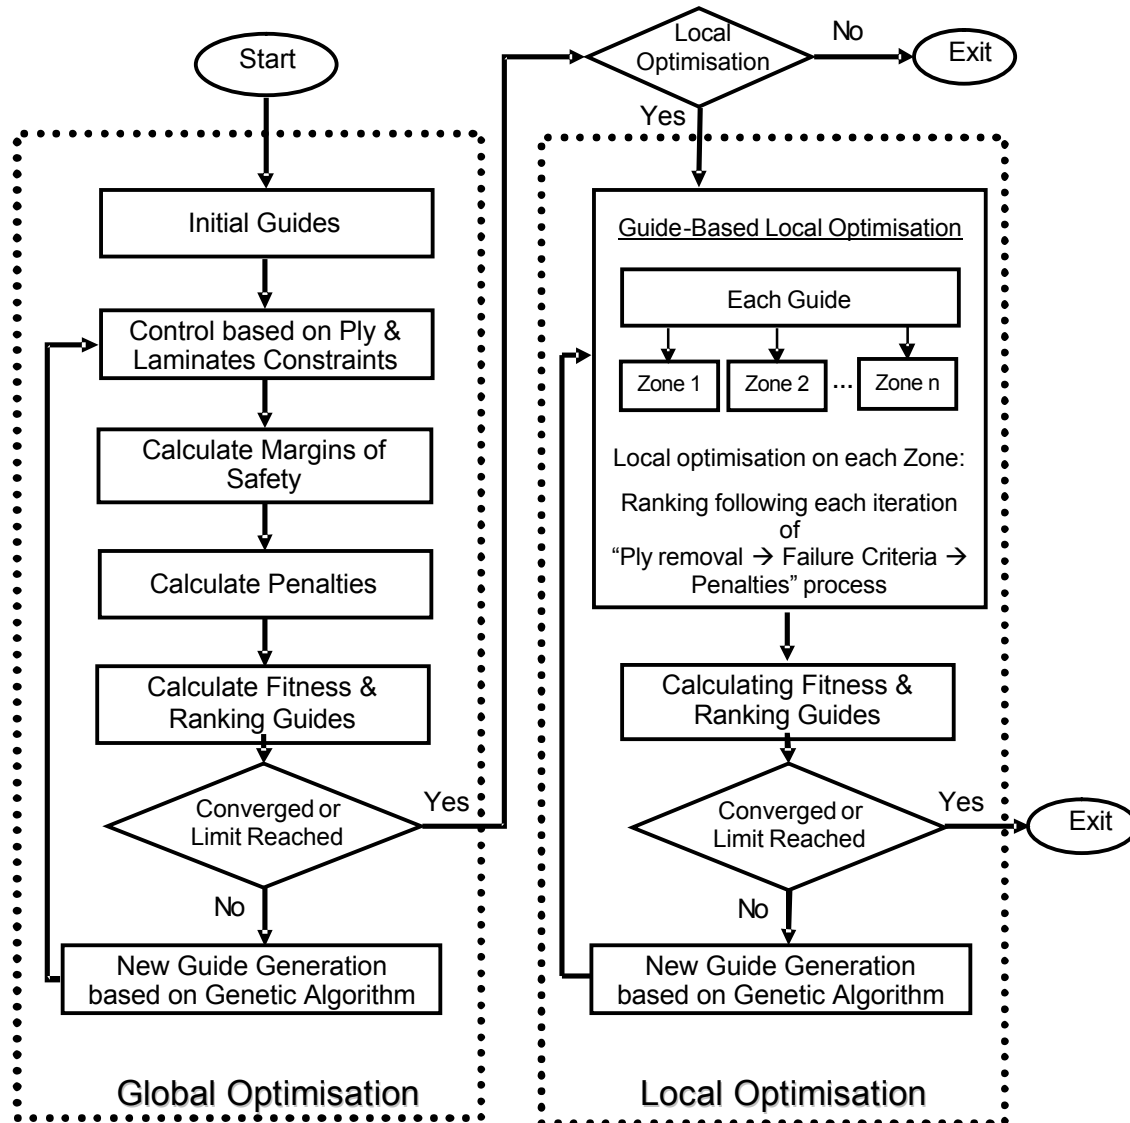 Start
Initial Guides
Control based on Ply &
Laminates Constraints
Calculate Margins of
Safety
Calculate Penalties
Calculate Fitness &
Ranking Guides
Converged or
Limit Reached
Yes
No
New Guide Generation
based on Genetic Algorithm
Global Optimisation
Local
Optimisation
No
Exit
Yes
Guide-Based Local Optimisation
Each Guide
Zone 1
Zone 2
...
Zone n
Local optimisation on each Zone:
Ranking following each iteration
of
“Ply removal → Failure Criteria →
Penalties” process
Calculating Fitness &
Ranking Guides
Converged or
Limit Reached
Yes
Exit
No
New Guide Generation
based on Genetic Algorithm
Local Optimisation